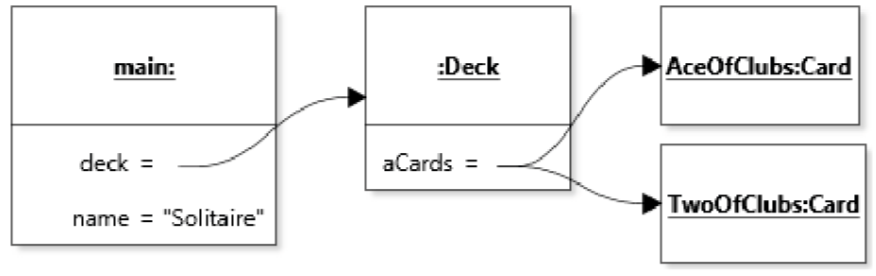 main:
deck =
name = "Solitaire"
:Deck
aCards =
AceOfClubs:Card
TwoOfClubs:Card